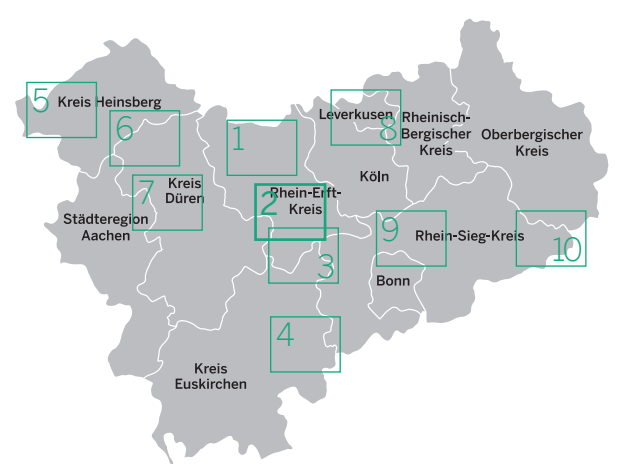 5
Kreis Heinsberg
6
1
Leverkusen
8
Rheinisch-
Bergischer
Kreis
Oberbergischer
Kreis
7
Kreis
Düren
Köln
2
Rhein-Erft-
Kreis
Städteregion
Aachen
9
Rhein-Sieg-Kreis
10
3
Bonn
4
Kreis
Euskirchen